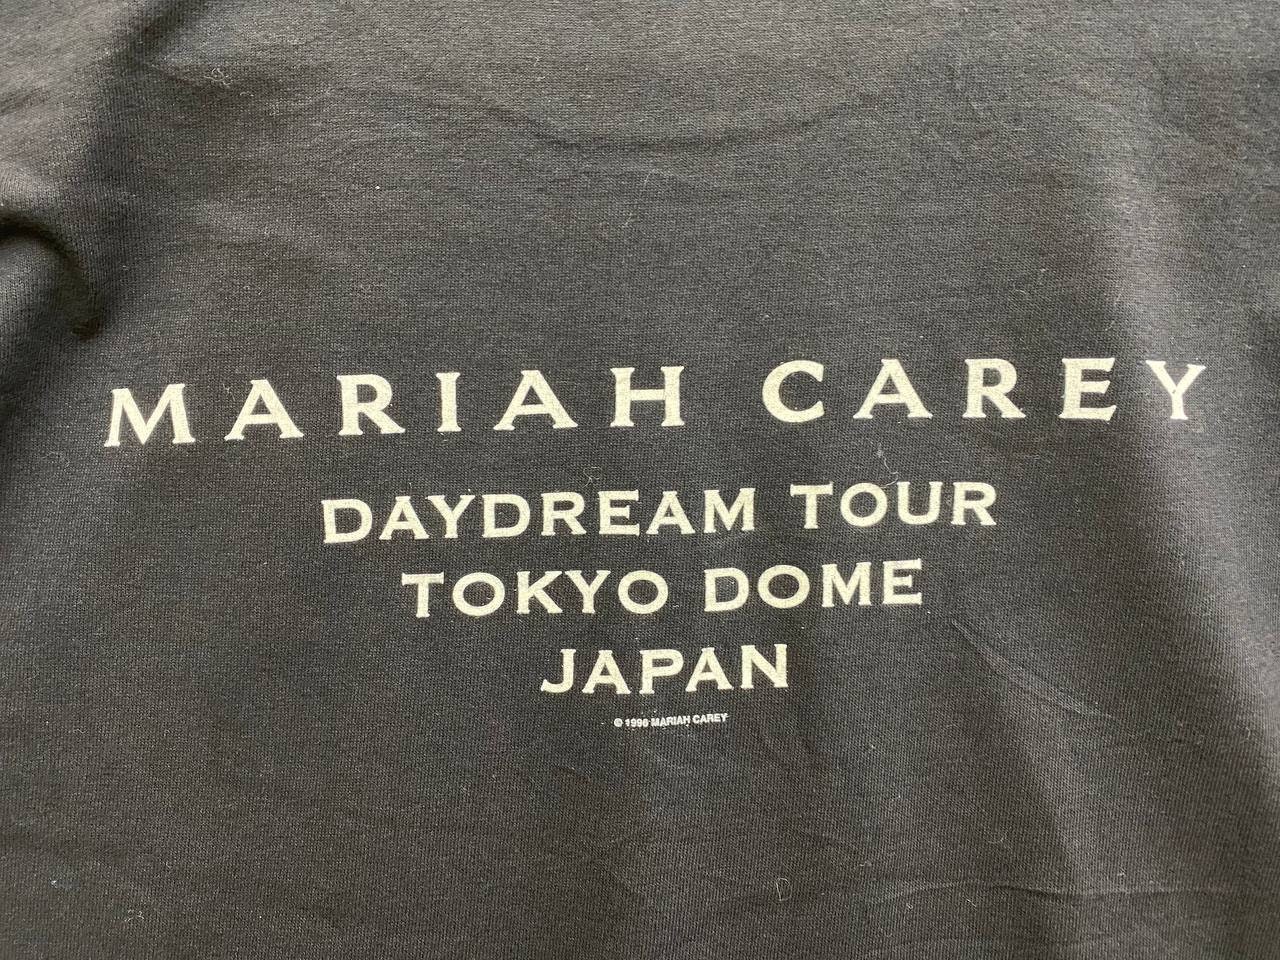 MARIAH CAREY
DAYDREAM TOUR
TOKYO DOME
JAPAN
© 1996 MARIAH CAREY